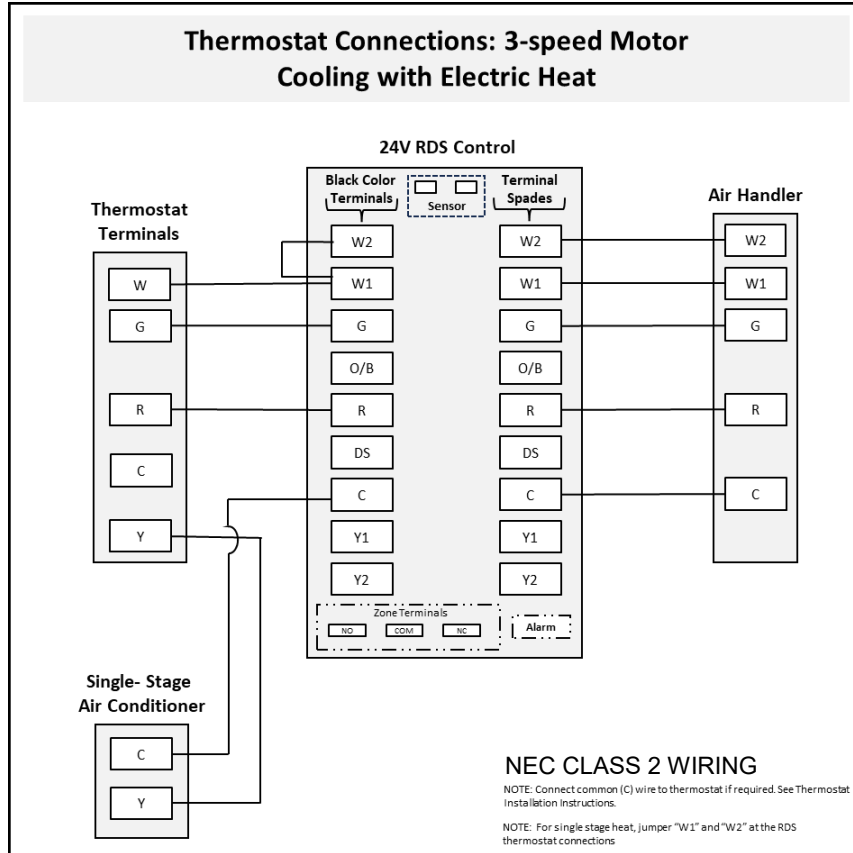 Thermostat Connections: 3-speed Motor
Cooling with Electric Heat
24V RDS Control
Black Color
Terminals
Sensor
Terminal
Spades
Thermostat
Terminals
Air Handler
W
G
R
C
Y
W2
W1
G
O/B
R
DS
C
Y1
Y2
W2
W1
G
O/B
R
DS
C
Y1
Y2
W2
W1
G
R
C
Zone Terminals
NO
COM
NC
Alarm
Single- Stage
Air Conditioner
C
Y
NEC CLASS 2 WIRING
NOTE: Connect common (C) wire to thermostat if required. See Thermostat
Installation Instructions.
NOTE: For single stage heat, jumper “W1” and “W2” at the RDS
thermostat connections